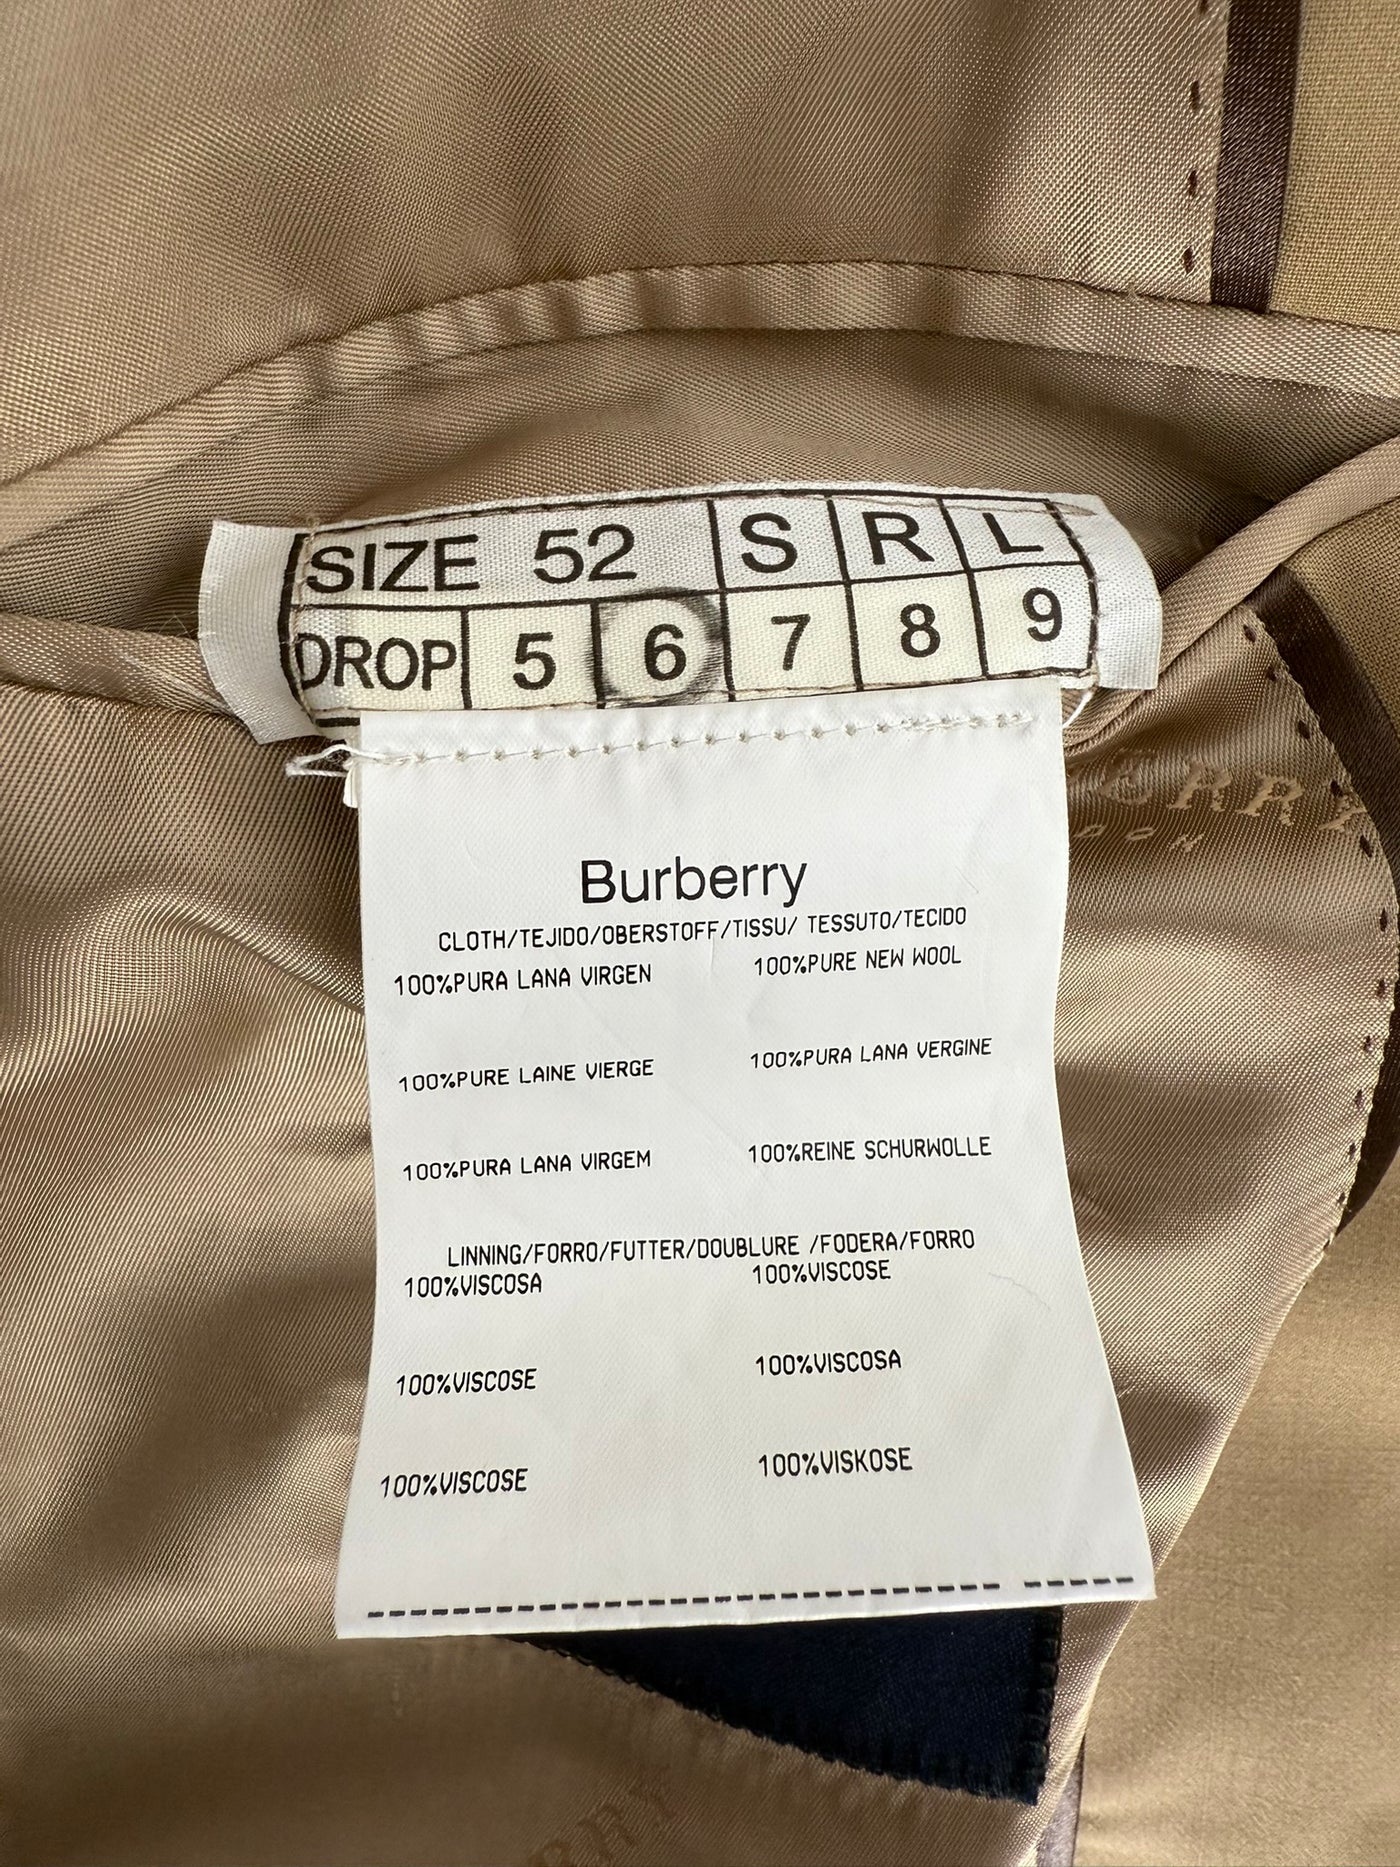 SIZE 52 S R L
DROP 5 6 7 8 9
Burberry
CLOTH/TEJIDO/OBERSTOFF/TISSU/ TESSUTO/TECIDO
100%PURA LANA VIRGEN 100%PURE NEW WOOL
100%PURE LAINE VIERGE 100%PURA LANA VERGINE
100%PURA LANA VIRGEM 100%REINE SCHURWOLLE
LINNING/FORRO/FUTTER/DOUBLURE /FODERA/FORRO
100%VISCOSA 100%VISCOSE
100%VISCOSE 100%VISCOSA
100%VISCOSE 100%VISKOSE